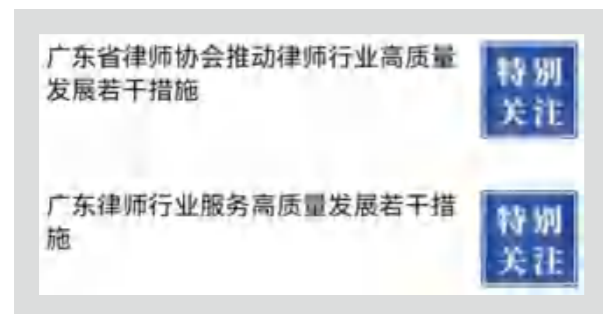 广东省律师协会推动律师行业高质量
发展若干措施
特别
关注
广东律师行业服务高质量发展若干措
施
特别
关注